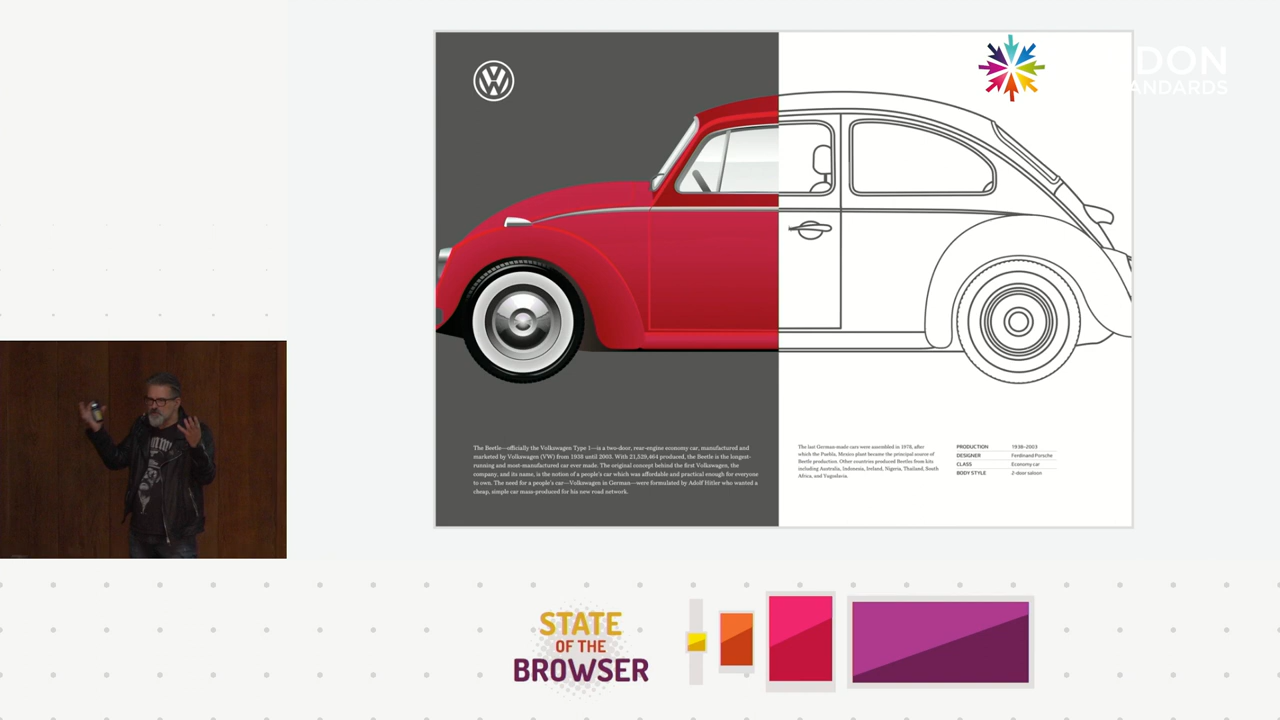 DON
ANDARDS
The Beetle—officially the Volkswagen Type 1—is a two-door, rear-engine economy car, manufactured and
marketed by Volkswagen (VW) from 1938 until 2003. With 21,529,464 produced, the Beetle is the longest-
running and most-manufactured car ever made. The original concept behind the first Volkswagen, the
company, and its name, is the notion of a people's car which was affordable and practical enough for everyone
to own. The need for a people's car—Volkswagen in German—were formulated by Adolf Hitler who wanted a
cheap, simple car mass-produced for his new road network.
The last German-made cars were assembled in 1978, after
which the Puebla, Mexico plant became the principal source of
Beetle production. Other countries produced Beetles from kits
including Australia, Indonesia, Ireland, Nigeria, Thailand, South
Africa, and Yugoslavia.
PRODUCTION 1938–2003
DESIGNER Ferdinand Porsche
CLASS Economy car
BODY STYLE 2-door saloon
STATE
OF THE
BROWSER